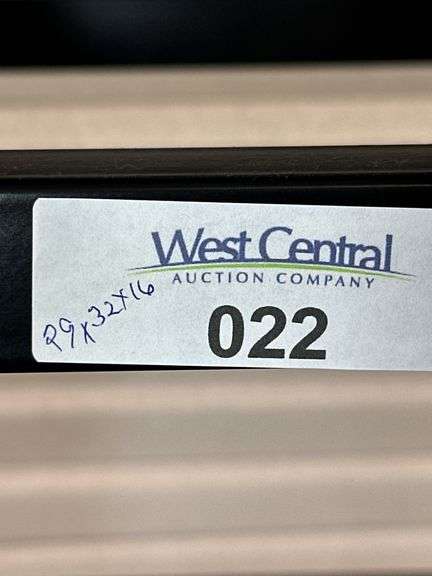 West Central
AUCTION COMPANY
29x32x16
022